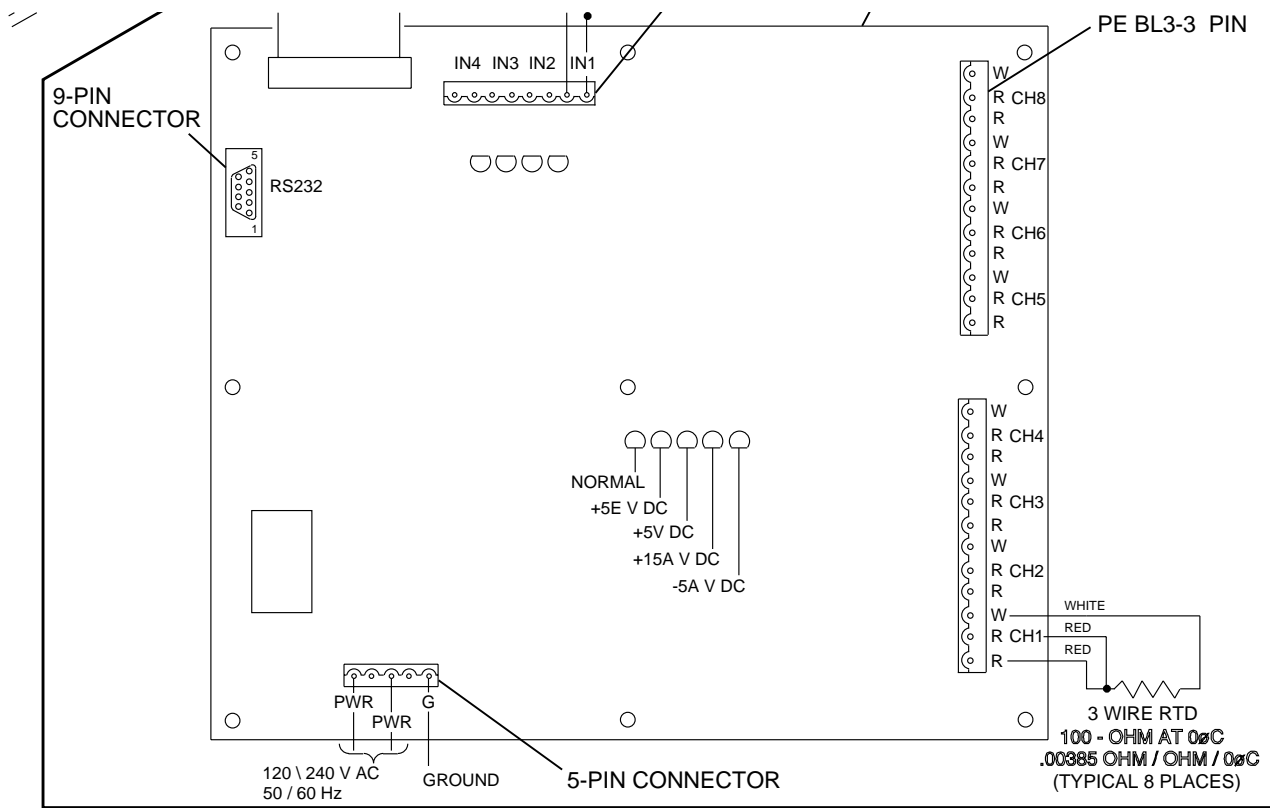 PE BL3-3 PIN
IN4 IN3 IN2 IN1
9-PIN
CONNECTOR
5
RS232
1
W
R CH8
R
W
R CH7
R
W
R CH6
R
W
R CH5
R
W
R CH4
R
W
R CH3
R
W
R CH2
R
W
R CH1
R
WHITE
RED
RED
NORMAL
+5E V DC
+5V DC
+15A V DC
-5A V DC
PWR G
PWR
120 \ 240 V AC
50 / 60 Hz
GROUND
5-PIN CONNECTOR
3 WIRE RTD
100 - OHM AT 0øC
.00385 OHM / OHM / 0øC
(TYPICAL 8 PLACES)